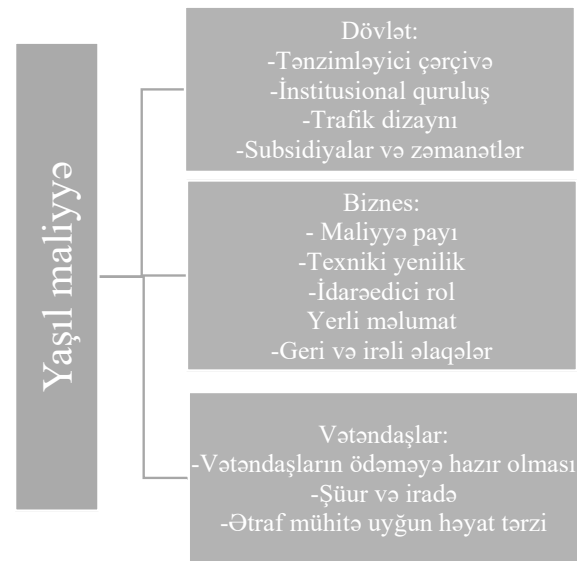 Yaşıl maliyyə
Dövlət:
-Tənzimləyici çərçivə
-İnstitusional quruluş
-Trafik dizaynı
-Subsidiyalar və zəmanətlər
Biznes:
- Maliyyə payı
-Texniki yenilik
-İdarəedici rol
Yerli məlumat
-Geri və irəli əlaqələr
Vətəndaşlar:
-Vətəndaşların ödəməyə hazır olması
-Şüur və iradə
-Ətraf mühitə uyğun həyat tərzi